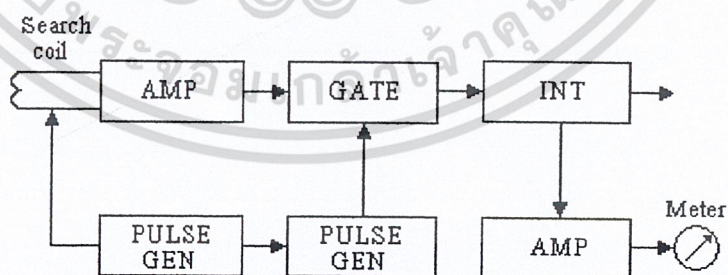 Search
coil
AMP
GATE
INT
PULSE
GEN
PULSE
GEN
AMP
Meter